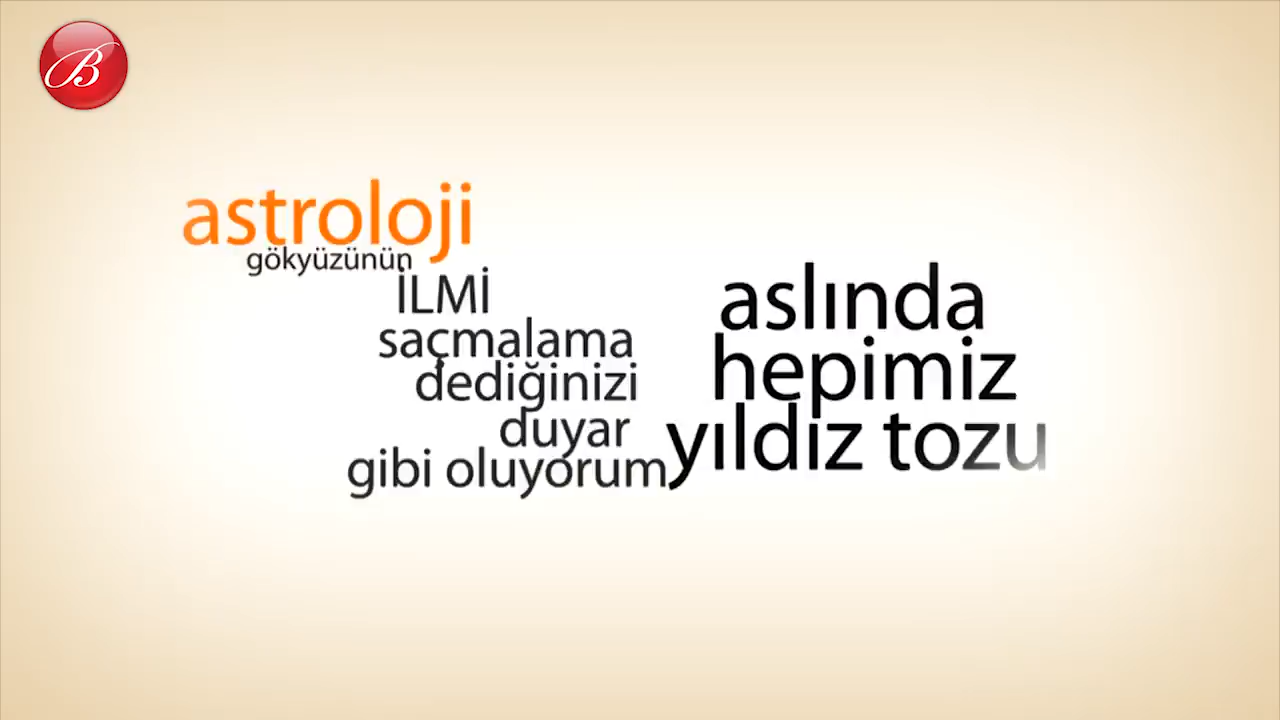 B
astroloji
gökyüzünün
İLMİ
saçmalama
dediğinizi
duyar
gibi oluyorum
aslında
hepimiz
yıldız tozu